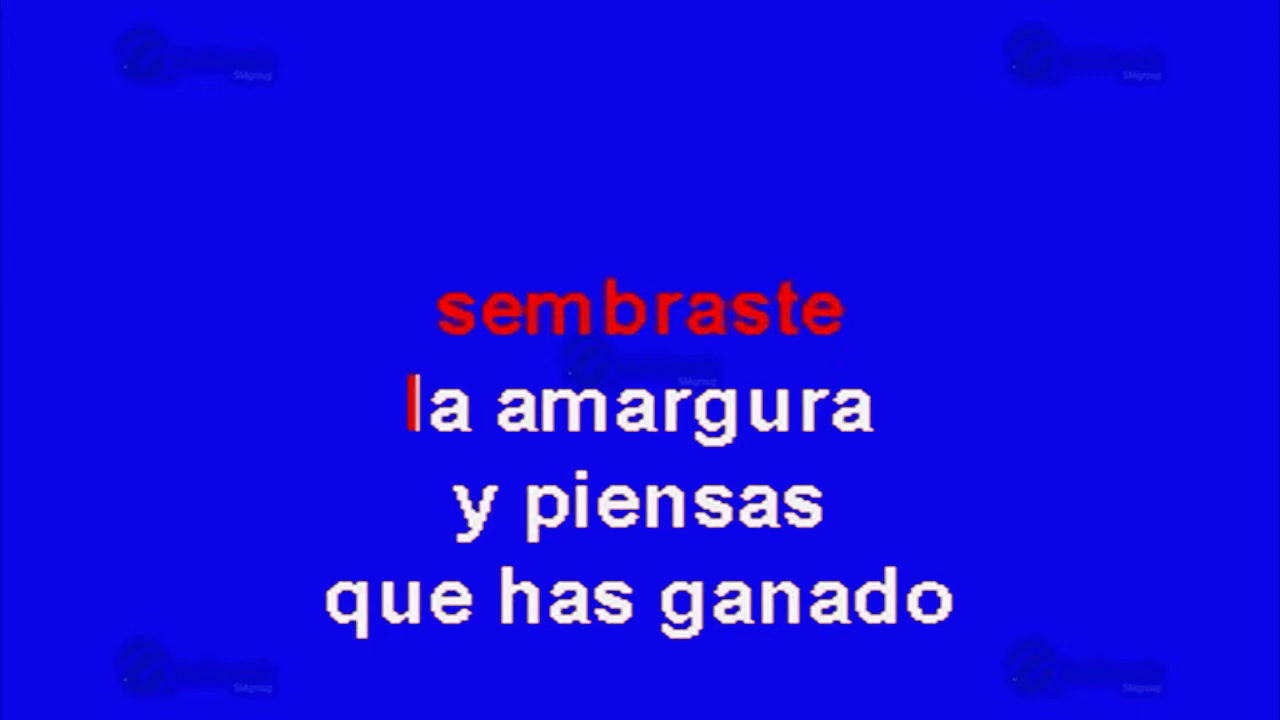 sembraste
la amargura
y piensas
que has ganado